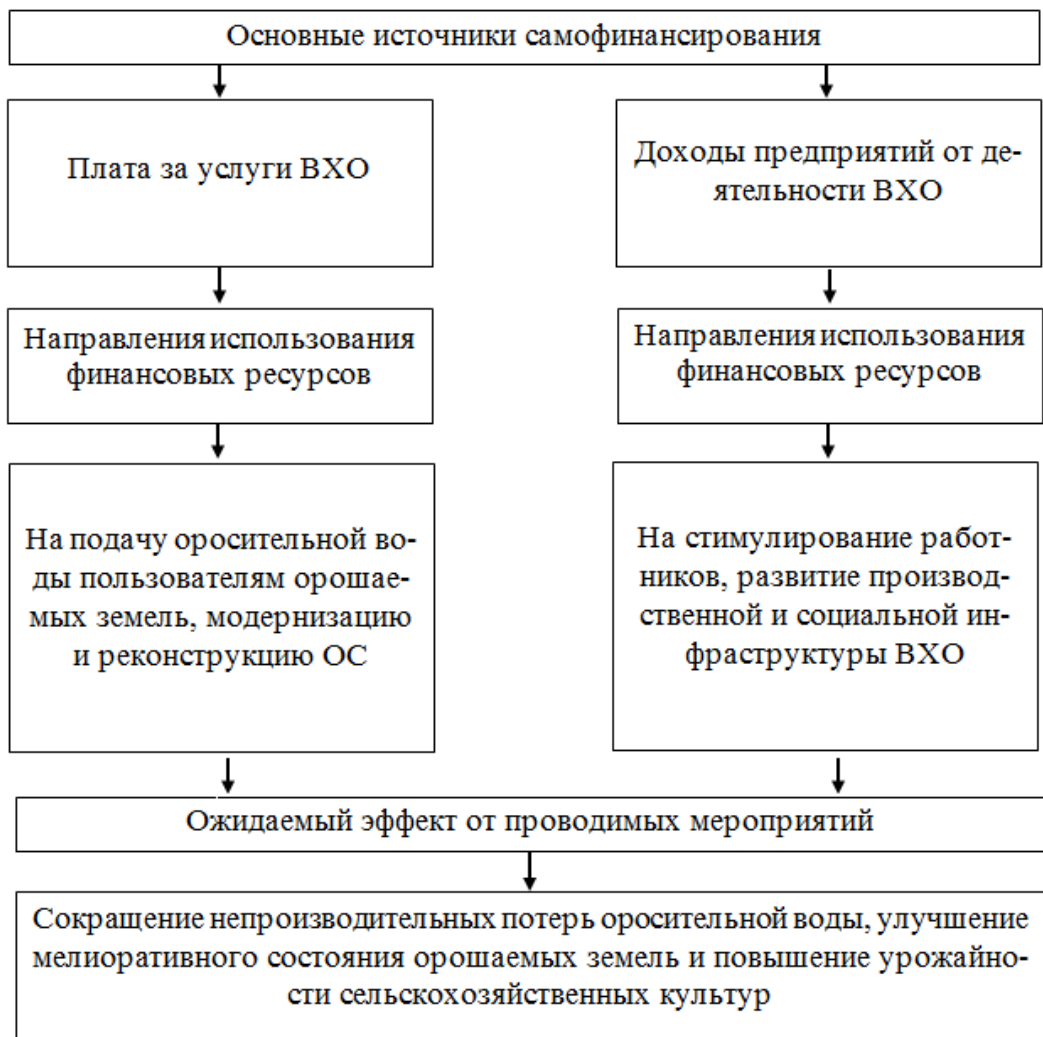 Основные источники самофинансирования
Плата за услуги ВХО
Доходы предприятий от де-
ятельности ВХО
Направления использования
финансовых ресурсов
Направления использования
финансовых ресурсов
На подачу оросительной во-
ды пользователям орошае-
мых земель, модернизацию
и реконструкцию ОС
На стимулирование работ-
ников, развитие производ-
ственной и социальной ин-
фраструктуры ВХО
Ожидаемый эффект от проводимых мероприятий
Сокращение непроизводительных потерь оросительной воды, улучшение
мелиоративного состояния орошаемых земель и повышение урожайно-
сти сельскохозяйственных культур